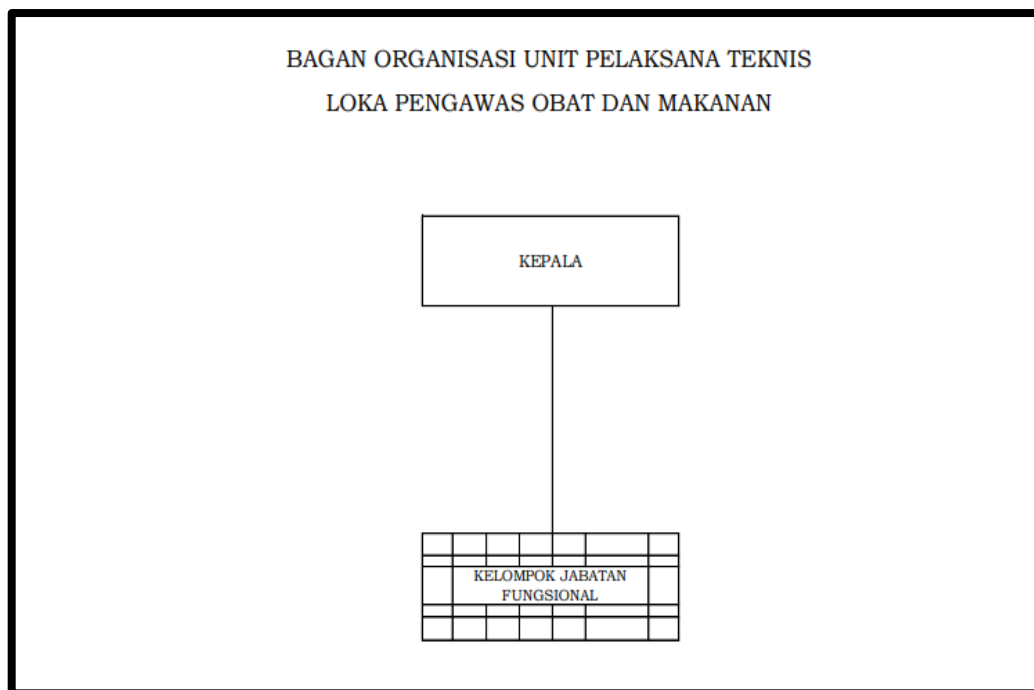 BAGAN ORGANISASI UNIT PELAKSANA TEKNIS
LOKA PENGAWAS OBAT DAN MAKANAN
KEPALA
KELOMPOK JABATAN
FUNGSIONAL